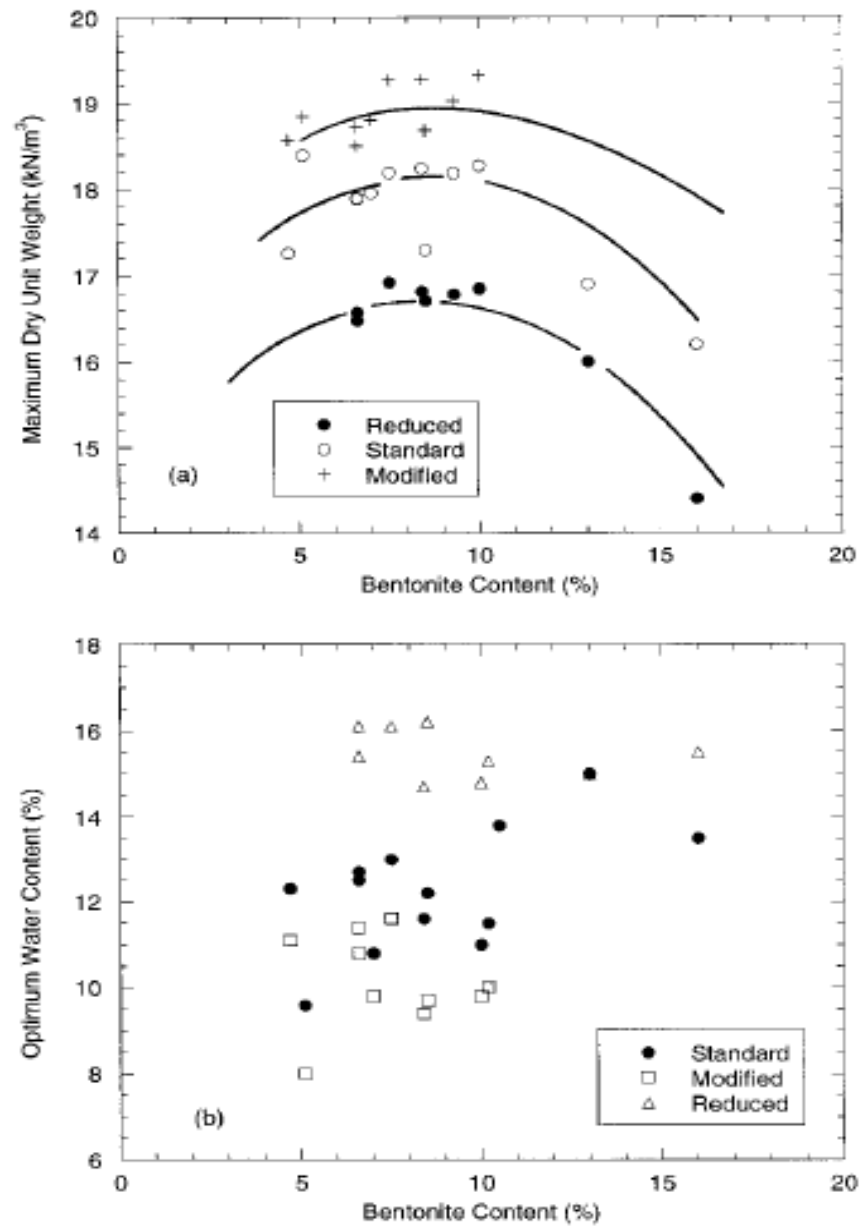 20
19
18
17
16
15
14
Maximum Dry Unit Weight (kN/m³)
Reduced
Standard
Modified
(a)
0 5 10 15 20
Bentonite Content (%)
18
16
14
12
10
8
6
Optimum Water Content (%)
Standard
Modified
Reduced
(b)
0 5 10 15 20
Bentonite Content (%)